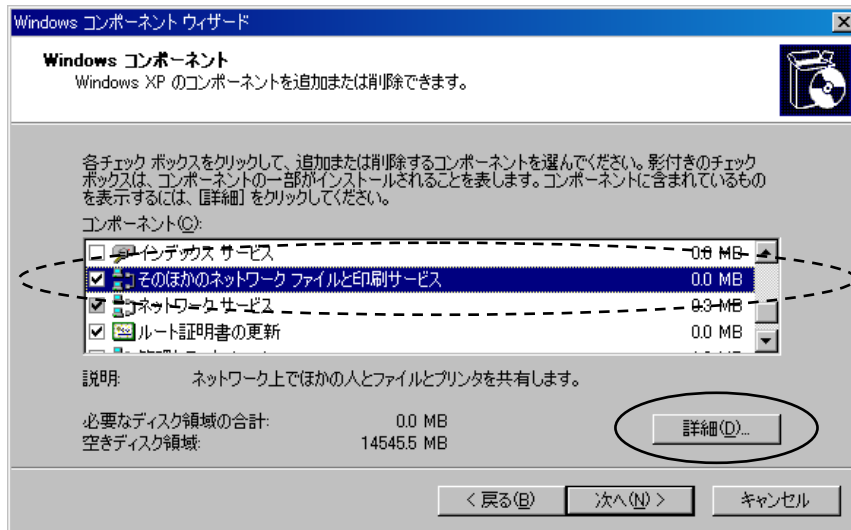 Windows コンポーネント ウィザード
Windows コンポーネント
Windows XP のコンポーネントを追加または削除できます。
各チェック ボックスをクリックして、追加または削除するコンポーネントを選んでください。影付きのチェック
ボックスは、コンポーネントの一部がインストールされることを表します。コンポーネントに含まれているもの
を表示するには、[詳細] をクリックしてください。
コンポーネント(C):
インデックス サービス 0.0 MB
そのほかのネットワーク ファイルと印刷サービス 0.0 MB
ネットワーク サービス 0.3 MB
ルート証明書の更新 0.0 MB
説明: ネットワーク上でほかの人とファイルとプリンタを共有します。
必要なディスク領域の合計: 0.0 MB
空きディスク領域: 14545.5 MB
詳細(D)...
< 戻る(B) 次へ(N) > キャンセル